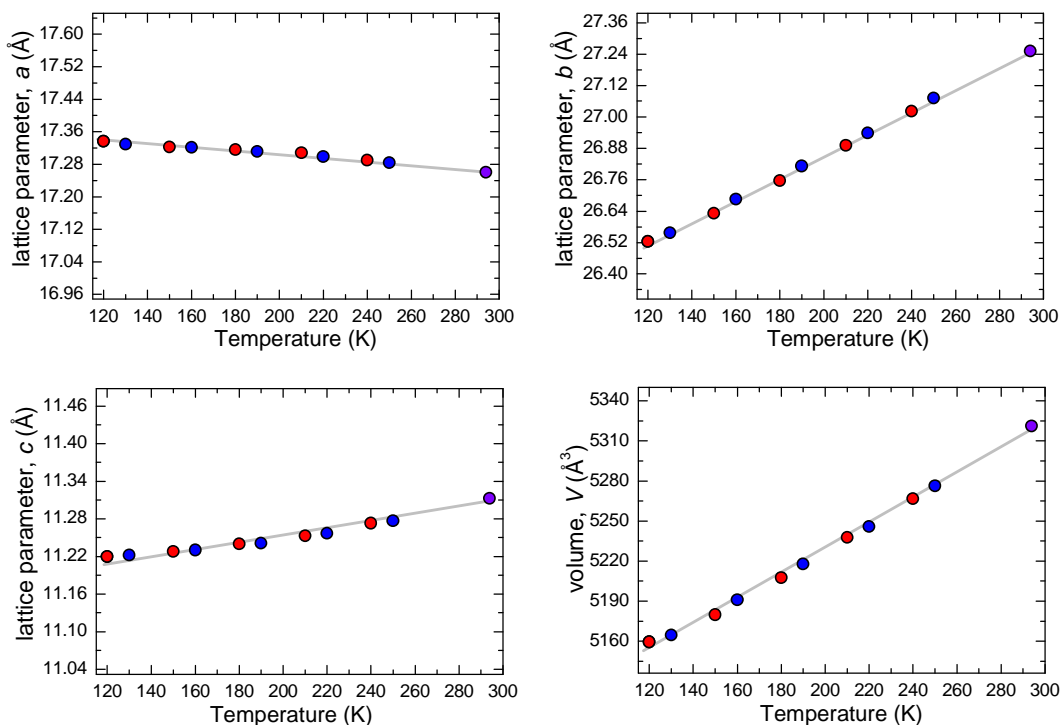 lattice parameter, a (Å)
17.60
17.52
17.44
17.36
17.28
17.20
17.12
17.04
16.96
120 140 160 180 200 220 240 260 280 300
Temperature (K)
lattice parameter, b (Å)
27.36
27.24
27.12
27.00
26.88
26.76
26.64
26.52
26.40
120 140 160 180 200 220 240 260 280 300
Temperature (K)
lattice parameter, c (Å)
11.46
11.40
11.34
11.28
11.22
11.16
11.10
11.04
120 140 160 180 200 220 240 260 280 300
Temperature (K)
volume, V (Å³)
5340
5310
5280
5250
5220
5190
5160
120 140 160 180 200 220 240 260 280 300
Temperature (K)